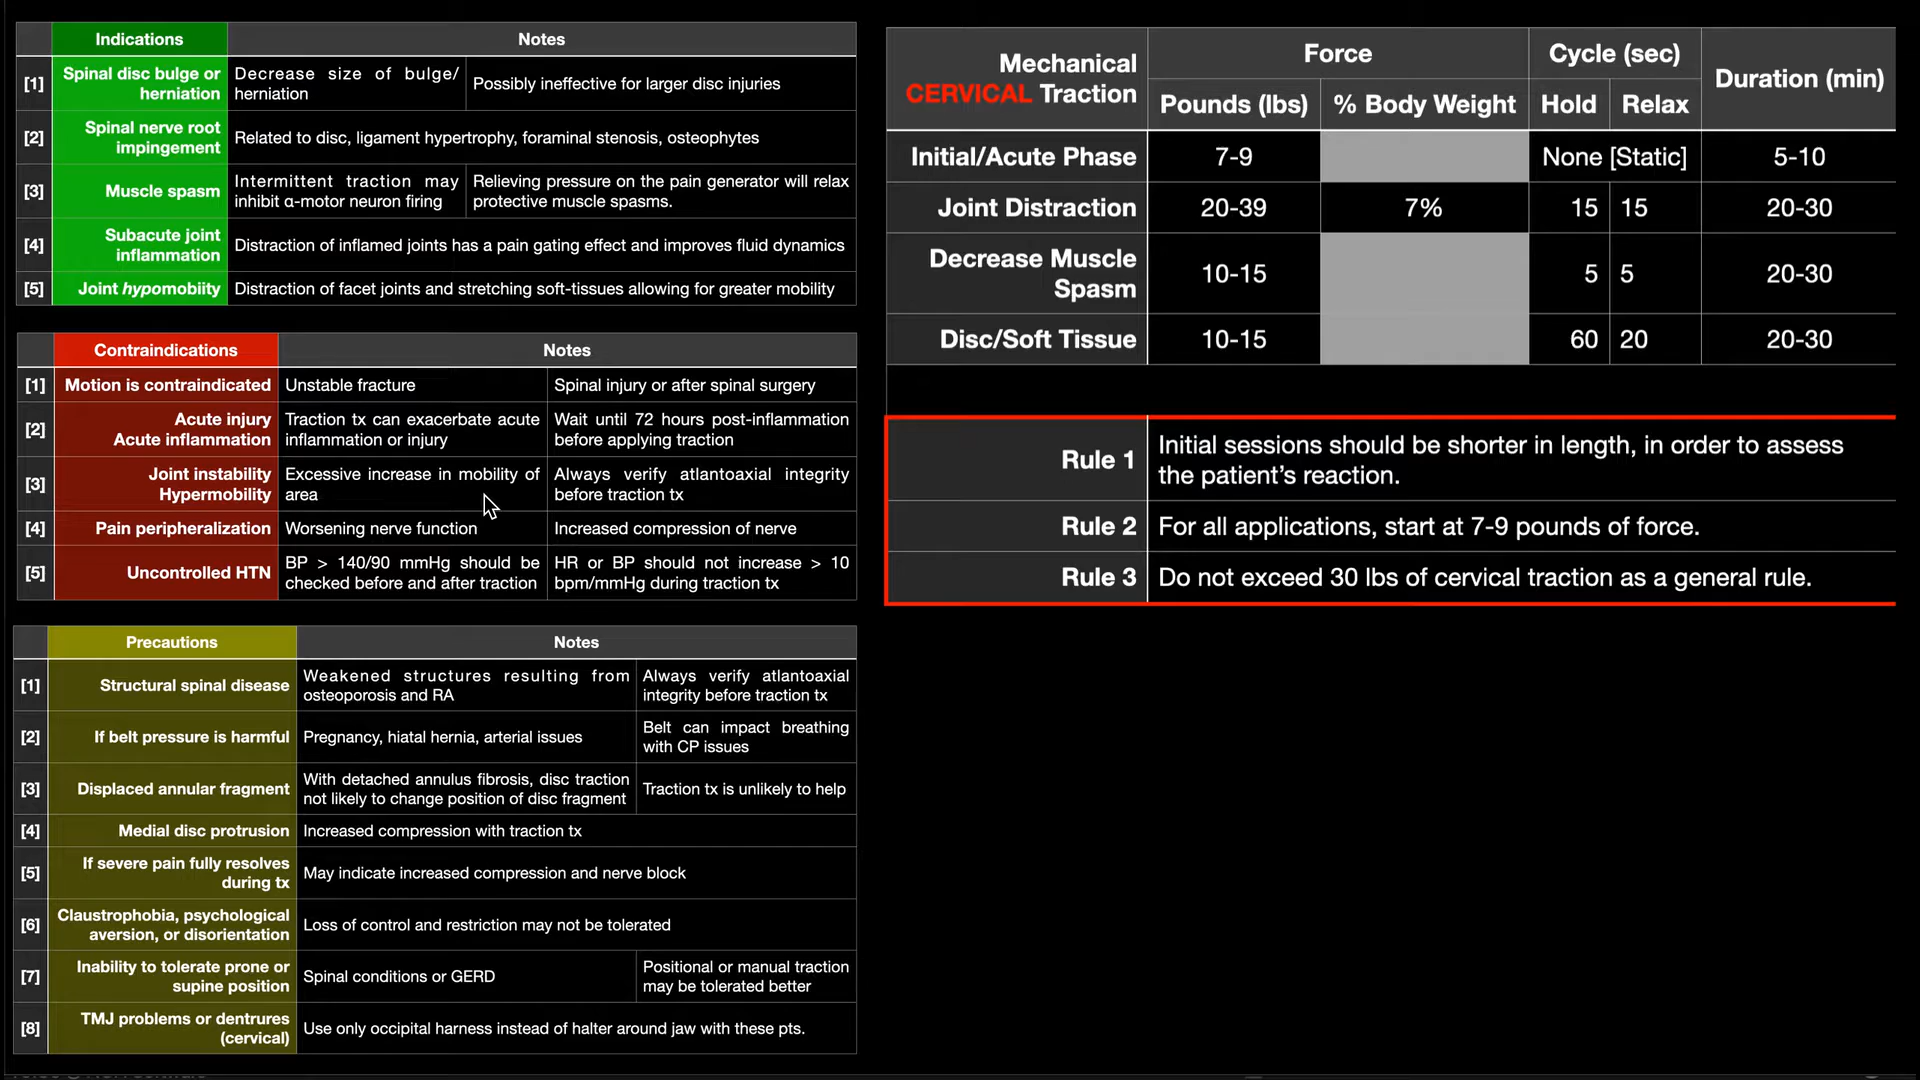 Indications Notes
[1] Spinal disc bulge or herniation Decrease size of bulge/ herniation Possibly ineffective for larger disc injuries
[2] Spinal nerve root impingement Related to disc, ligament hypertrophy, foraminal stenosis, osteophytes
[3] Muscle spasm Intermittent traction may inhibit α-motor neuron firing Relieving pressure on the pain generator will relax protective muscle spasms.
[4] Subacute joint inflammation Distraction of inflamed joints has a pain gating effect and improves fluid dynamics
[5] Joint hypomobiity Distraction of facet joints and stretching soft-tissues allowing for greater mobility
Contraindications Notes
[1] Motion is contraindicated Unstable fracture Spinal injury or after spinal surgery
[2] Acute injury Acute inflammation Traction tx can exacerbate acute inflammation or injury Wait until 72 hours post-inflammation before applying traction
[3] Joint instability Hypermobility Excessive increase in mobility of area Always verify atlantoaxial integrity before traction tx
[4] Pain peripheralization Worsening nerve function Increased compression of nerve
[5] Uncontrolled HTN BP > 140/90 mmHg should be checked before and after traction HR or BP should not increase > 10 bpm/mmHg during traction tx
Precautions Notes
[1] Structural spinal disease Weakened structures resulting from osteoporosis and RA Always verify atlantoaxial integrity before traction tx
[2] If belt pressure is harmful Pregnancy, hiatal hernia, arterial issues Belt can impact breathing with CP issues
[3] Displaced annular fragment With detached annulus fibrosis, disc traction not likely to change position of disc fragment Traction tx is unlikely to help
[4] Medial disc protrusion Increased compression with traction tx
[5] If severe pain fully resolves during tx May indicate increased compression and nerve block
[6] Claustrophobia, psychological aversion, or disorientation Loss of control and restriction may not be tolerated
[7] Inability to tolerate prone or supine position Spinal conditions or GERD Positional or manual traction may be tolerated better
[8] TMJ problems or dentrures (cervical) Use only occipital harness instead of halter around jaw with these pts.
Mechanical CERVICAL Traction Force Cycle (sec) Duration (min)
Pounds (lbs) % Body Weight Hold Relax
Initial/Acute Phase 7-9 None [Static] 5-10
Joint Distraction 20-39 7% 15 15 20-30
Decrease Muscle Spasm 10-15 5 5 20-30
Disc/Soft Tissue 10-15 60 20 20-30
Rule 1 Initial sessions should be shorter in length, in order to assess the patient's reaction.
Rule 2 For all applications, start at 7-9 pounds of force.
Rule 3 Do not exceed 30 lbs of cervical traction as a general rule.